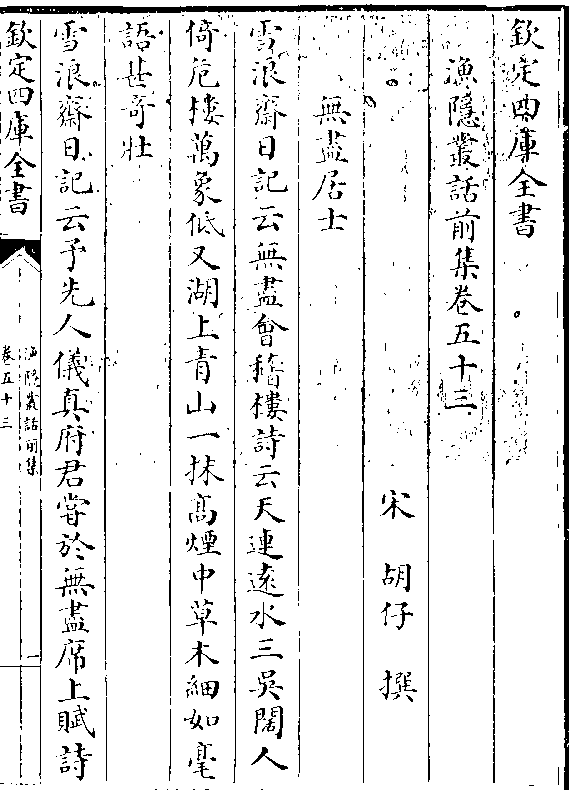 欽定四庫全書
漁隱叢話前集卷五十三
宋 胡仔 撰
無盡居士
雪浪齋日記云無盡會稽樓詩云天連遠水三吳闊人
倚危樓萬象低又湖上青山一抹高煙中草木細如毫
語甚奇壯
雪浪齋日記云予先人儀真府君嘗於無盡席上賦詩
欽定四庫全書
漁隱叢話前集
卷五十三
一